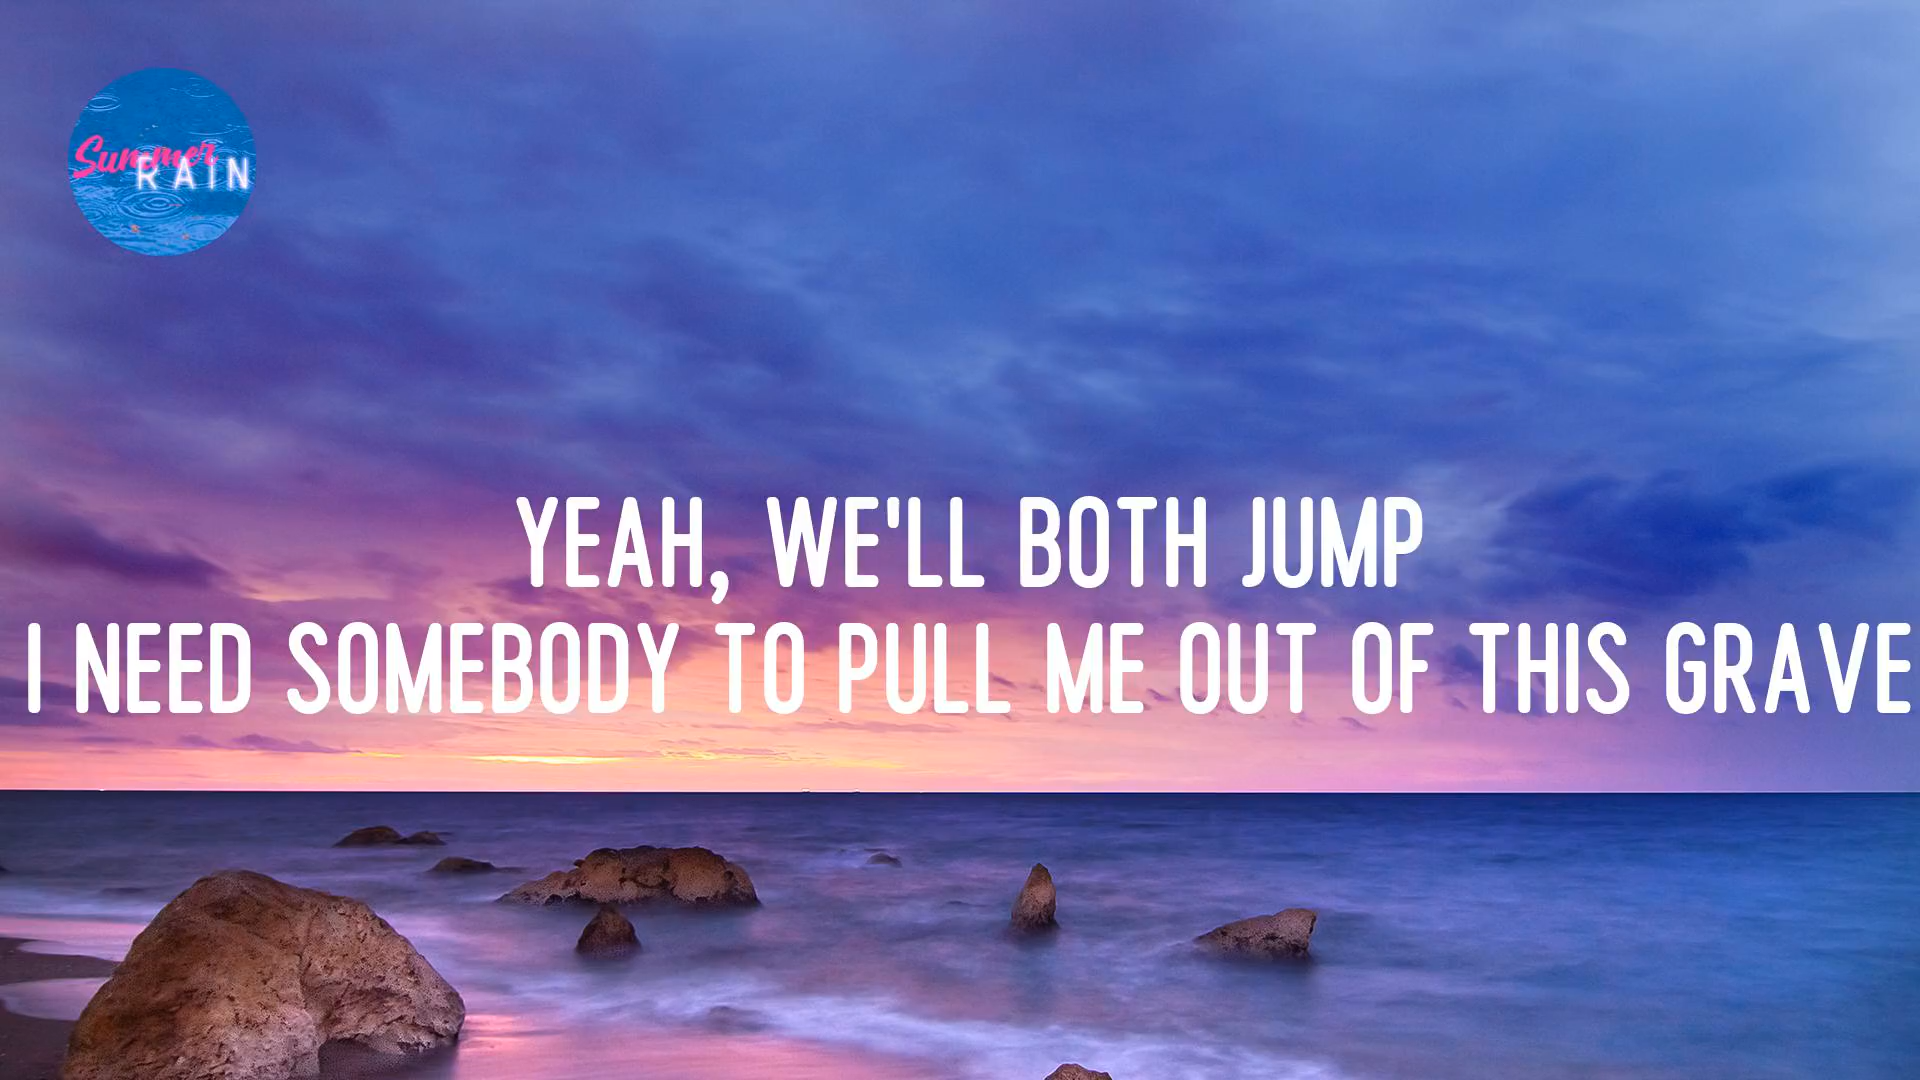 Summer
RAIN
YEAH, WE'LL BOTH JUMP
I NEED SOMEBODY TO PULL ME OUT OF THIS GRAVE